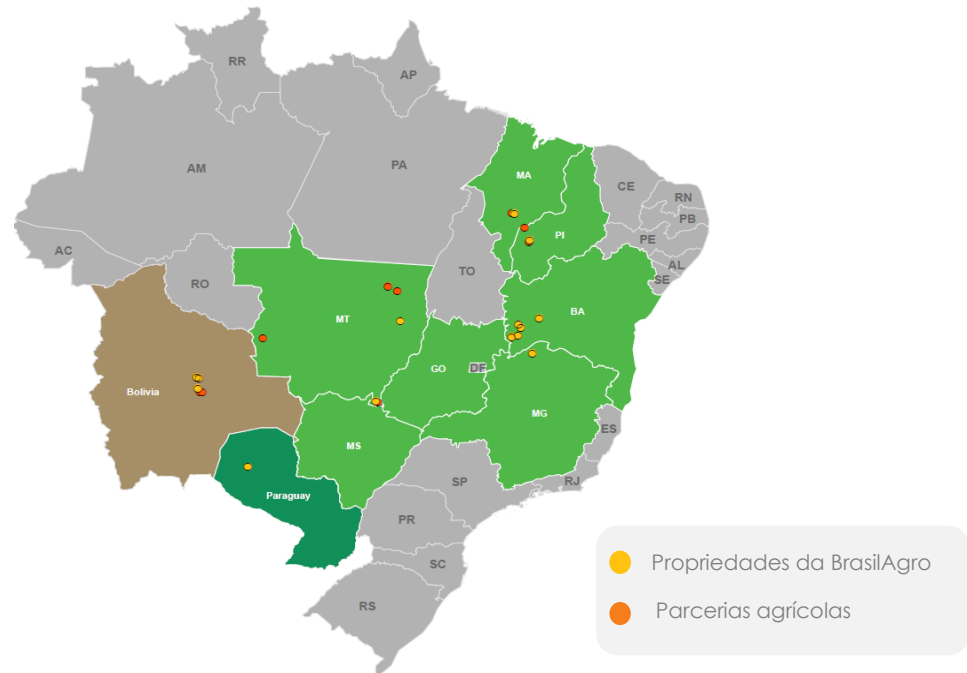 RR
AP
AM
PA
MA
CE
RN
PB
PE
PI
AL
SE
AC
RO
TO
BA
MT
GO
DF
Bolivia
MG
MS
ES
SP
RJ
Paraguay
PR
SC
RS
Propriedades da BrasilAgro
Parcerias agrícolas